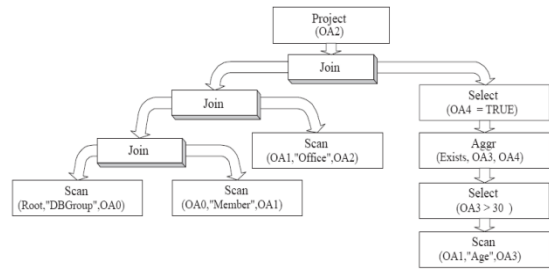 Project
(OA2)
Join
Join
Select
(OA4 = TRUE)
Join
Scan
(OA1,"Office",OA2)
Aggr
(Exists, OA3, OA4)
Scan
(Root,"DBGroup",OA0)
Scan
(OA0,"Member",OA1)
Select
(OA3 > 30 )
Scan
(OA1,"Age",OA3)